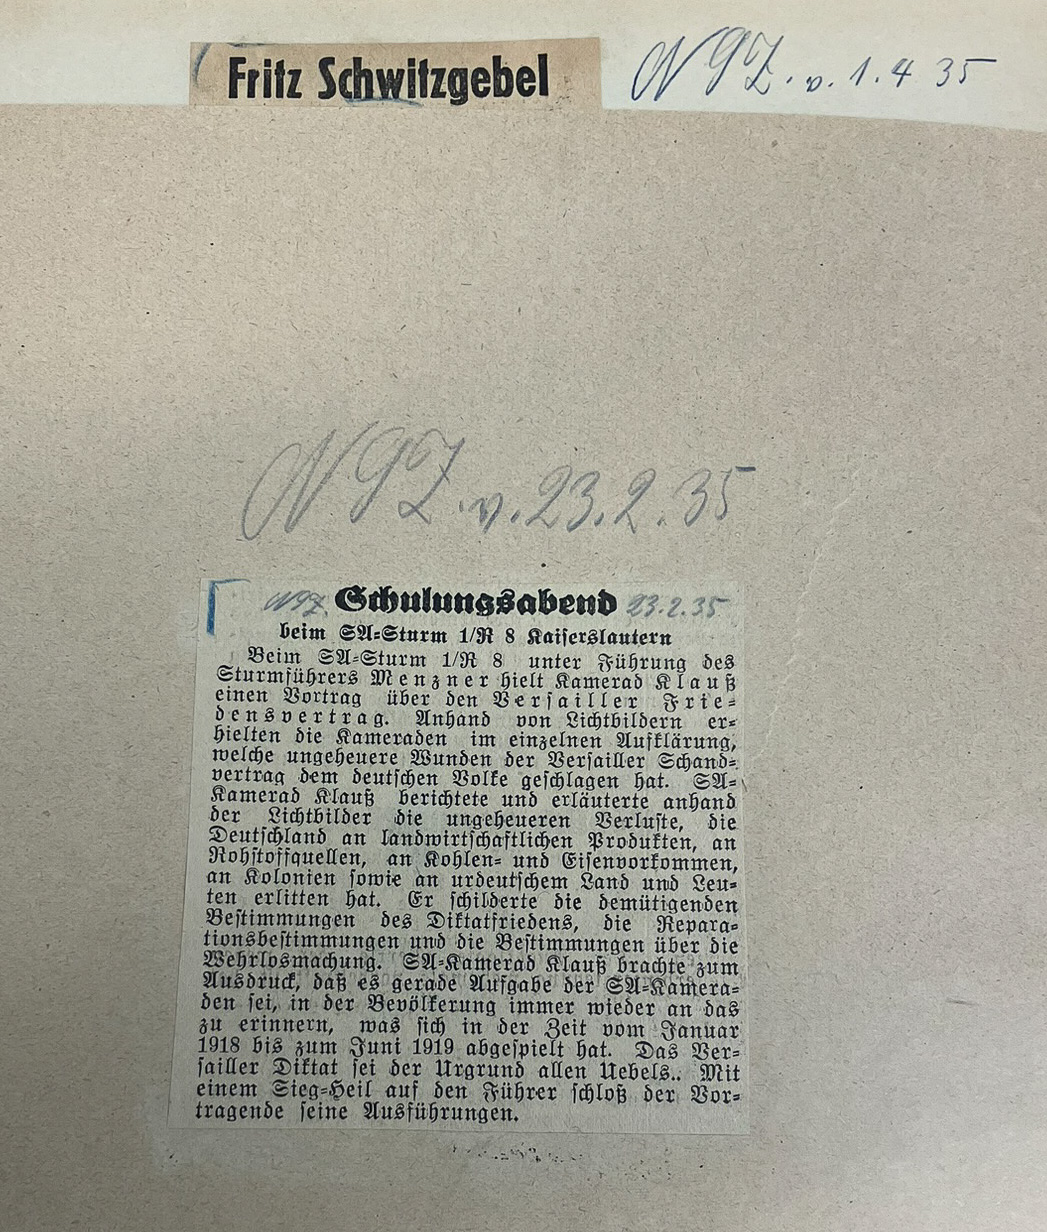 Fritz Schwitzgebel
NSZ. v. 1.4 35
NSZ. v. 23.2.35
NSZ. Schulungsabend 23.2.35
beim SA-Sturm 1/R 8 Kaiserslautern
Beim SA-Sturm 1/R 8 unter Führung des
Sturmführers Menzner hielt Kamerad Klauß
einen Vortrag über den Versailler Frie-
densvertrag. Anhand von Lichtbildern er-
hielten die Kameraden im einzelnen Aufklärung,
welche ungeheuere Wunden der Versailler Schand-
vertrag dem deutschen Volke geschlagen hat. SA-
Kamerad Klauß berichtete und erläuterte anhand
der Lichtbilder die ungeheueren Verluste, die
Deutschland an landwirtschaftlichen Produkten, an
Rohstoffquellen, an Kohlen- und Eisenvorkommen,
an Kolonien sowie an urdeutschem Land und Leu-
ten erlitten hat. Er schilderte die demütigenden
Bestimmungen des Diktatfriedens, die Repara-
tionsbestimmungen und die Bestimmungen über die
Wehrlosmachung. SA-Kamerad Klauß brachte zum
Ausdruck, daß es gerade Aufgabe der SA-Kamera-
den sei, in der Bevölkerung immer wieder an das
zu erinnern, was sich in der Zeit vom Januar
1918 bis zum Juni 1919 abgespielt hat. Das Ver-
sailler Diktat sei der Urgrund allen Uebels.. Mit
einem Sieg-Heil auf den Führer schloß der Vor-
tragende seine Ausführungen.